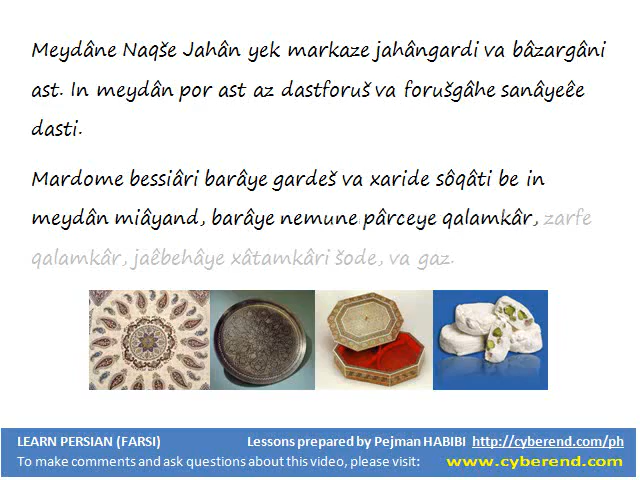 Meydâne Naqše Jahân yek markaze jahângardi va bâzargâni
ast. In meydân por ast az dastforuš va forušgâhe sanâyeêe
dasti.
Mardome bessiâri barâye gardeš va xaride sôqâti be in
meydân miâyand, barâye nemune pârceye qalamkâr, zarfe
qalamkâr, jaêbehâye xâtamkâri šode, va gaz.
LEARN PERSIAN (FARSI) Lessons prepared by Pejman HABIBI http://cyberend.com/ph
To make comments and ask questions about this video, please visit: www.cyberend.com